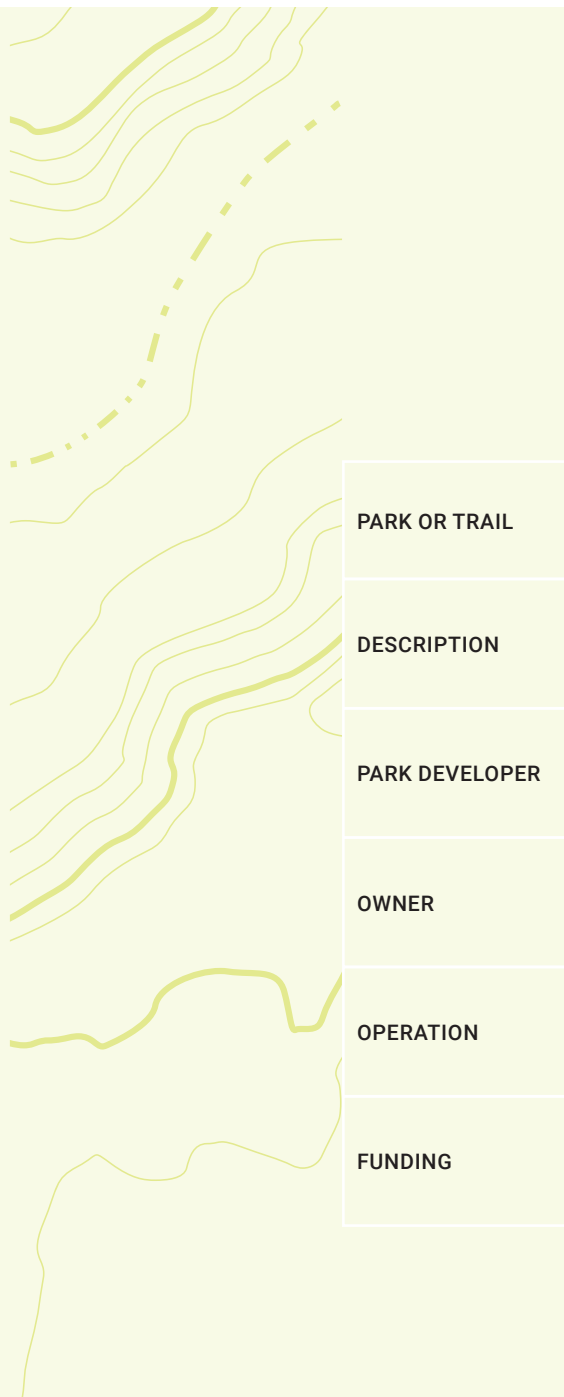 PARK OR TRAIL
DESCRIPTION
PARK DEVELOPER
OWNER
OPERATION
FUNDING